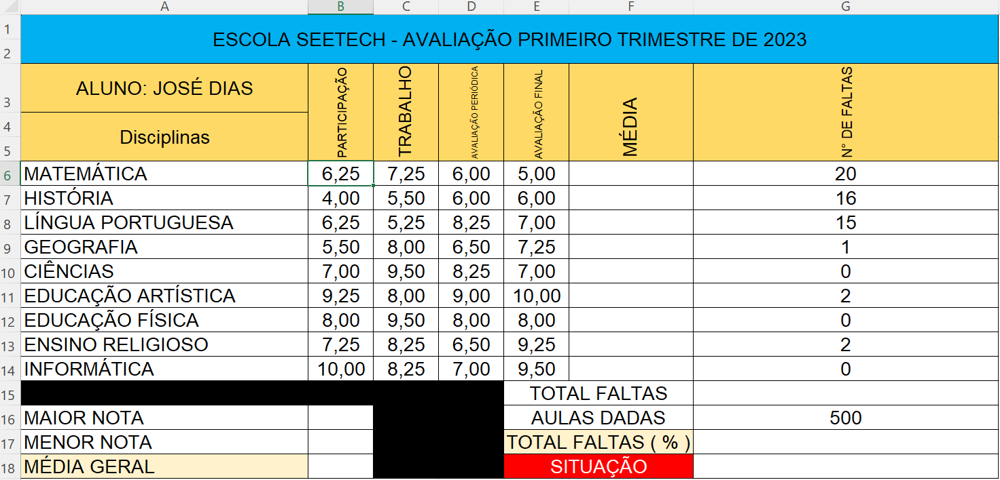 A B C D E F G
1
2
ESCOLA SEETECH - AVALIAÇÃO PRIMEIRO TRIMESTRE DE 2023
3
ALUNO: JOSÉ DIAS
4
5
Disciplinas
PARTICIPAÇÃO
TRABALHO
AVALIAÇÃO PERIÓDICA
AVALIAÇÃO FINAL
MÉDIA
N° DE FALTAS
6 MATEMÁTICA 6,25 7,25 6,00 5,00 20
7 HISTÓRIA 4,00 5,50 6,00 6,00 16
8 LÍNGUA PORTUGUESA 6,25 5,25 8,25 7,00 15
9 GEOGRAFIA 5,50 8,00 6,50 7,25 1
10 CIÊNCIAS 7,00 9,50 8,25 7,00 0
11 EDUCAÇÃO ARTÍSTICA 9,25 8,00 9,00 10,00 2
12 EDUCAÇÃO FÍSICA 8,00 9,50 8,00 8,00 0
13 ENSINO RELIGIOSO 7,25 8,25 6,50 9,25 2
14 INFORMÁTICA 10,00 8,25 7,00 9,50 0
15 TOTAL FALTAS
16 MAIOR NOTA AULAS DADAS 500
17 MENOR NOTA TOTAL FALTAS ( % )
18 MÉDIA GERAL SITUAÇÃO